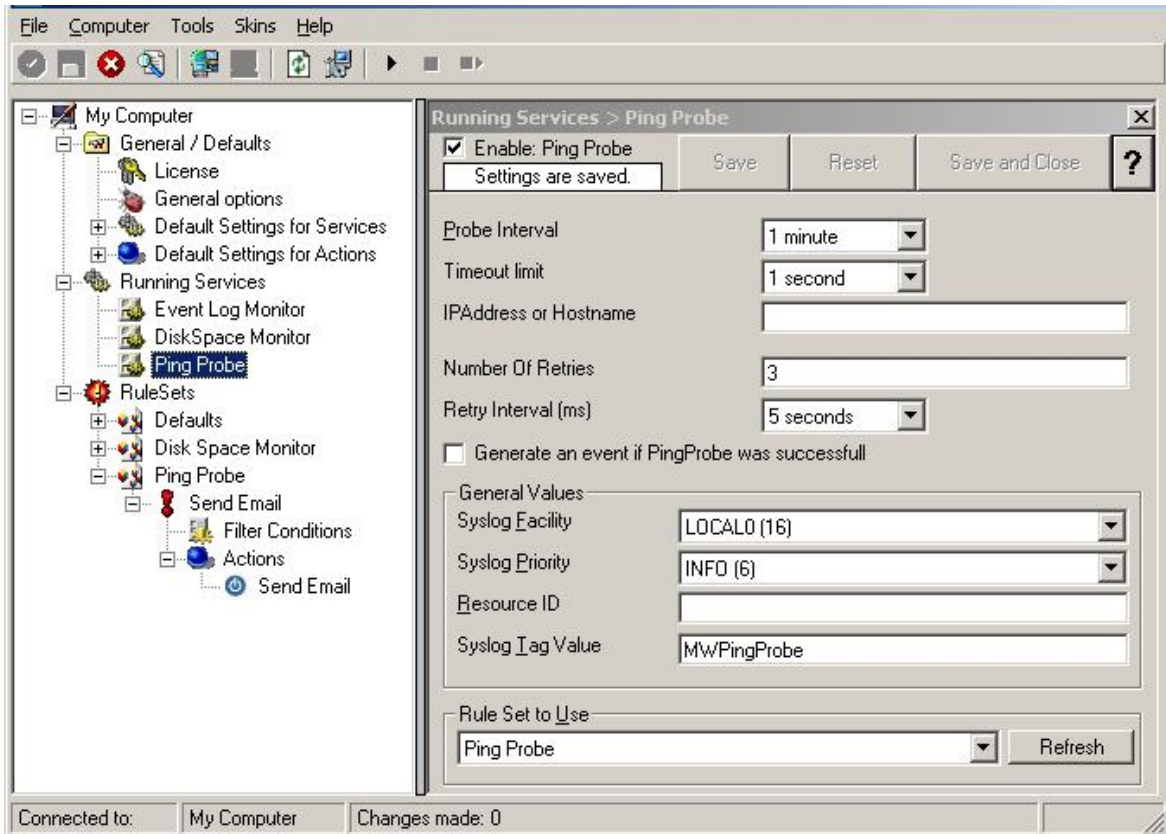 File Computer Tools Skins Help
My Computer
General / Defaults
License
General options
Default Settings for Services
Default Settings for Actions
Running Services
Event Log Monitor
DiskSpace Monitor
Ping Probe
RuleSets
Defaults
Disk Space Monitor
Ping Probe
Send Email
Filter Conditions
Actions
Send Email
Running Services > Ping Probe
Enable: Ping Probe
Settings are saved.
Save
Reset
Save and Close
?
Probe Interval
1 minute
Timeout limit
1 second
IPAddress or Hostname
Number Of Retries
3
Retry Interval (ms)
5 seconds
Generate an event if PingProbe was successfull
General Values
Syslog Facility
LOCAL0 (16)
Syslog Priority
INFO (6)
Resource ID
Syslog Tag Value
MWPingProbe
Rule Set to Use
Ping Probe
Refresh
Connected to:
My Computer
Changes made: 0